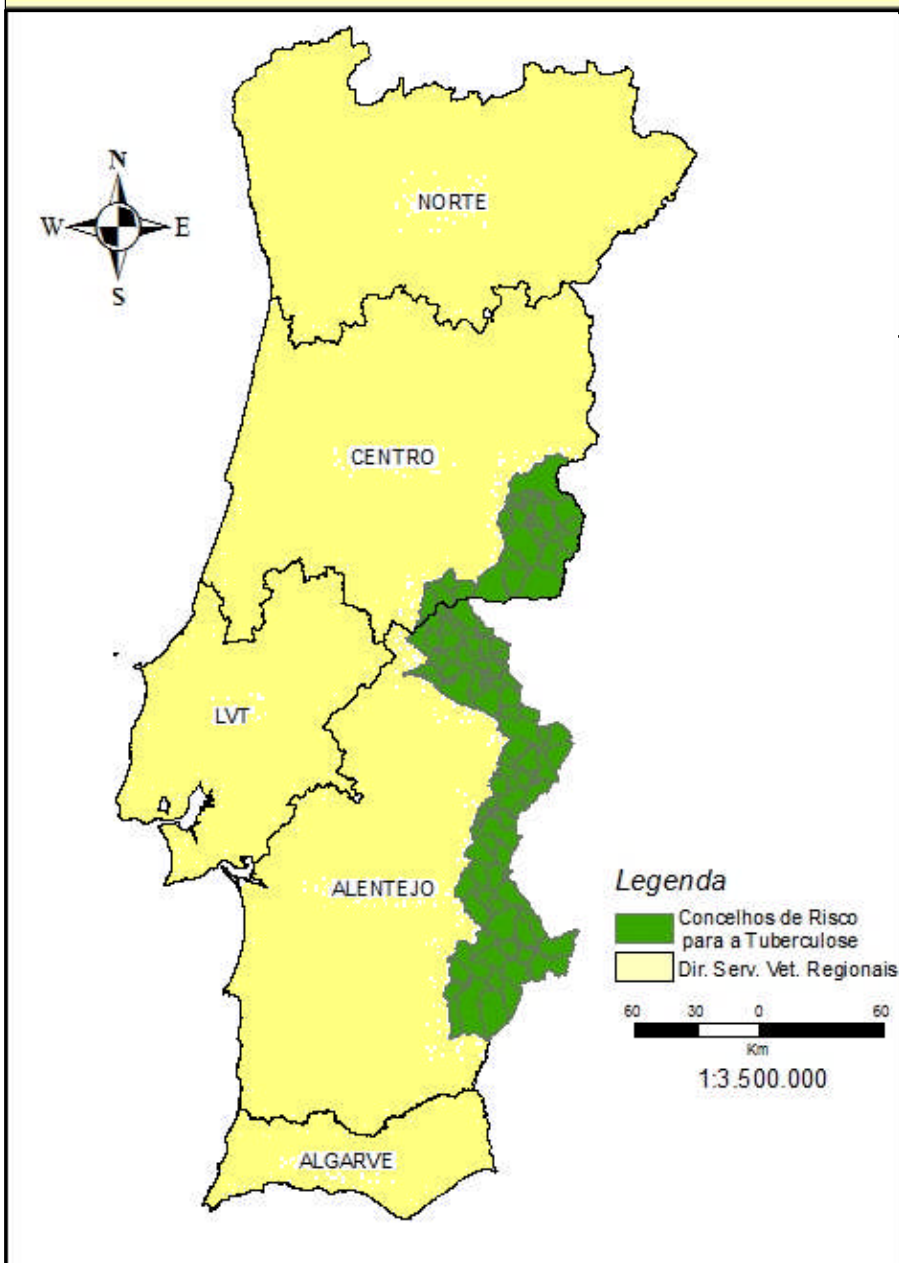 N
W E
S
NORTE
CENTRO
LVT
ALENTEJO
ALGARVE
Legenda
Concelhos de Risco
para a Tuberculose
Dir. Serv. Vet. Regionais
60 30 0 60
Km
1:3.500.000